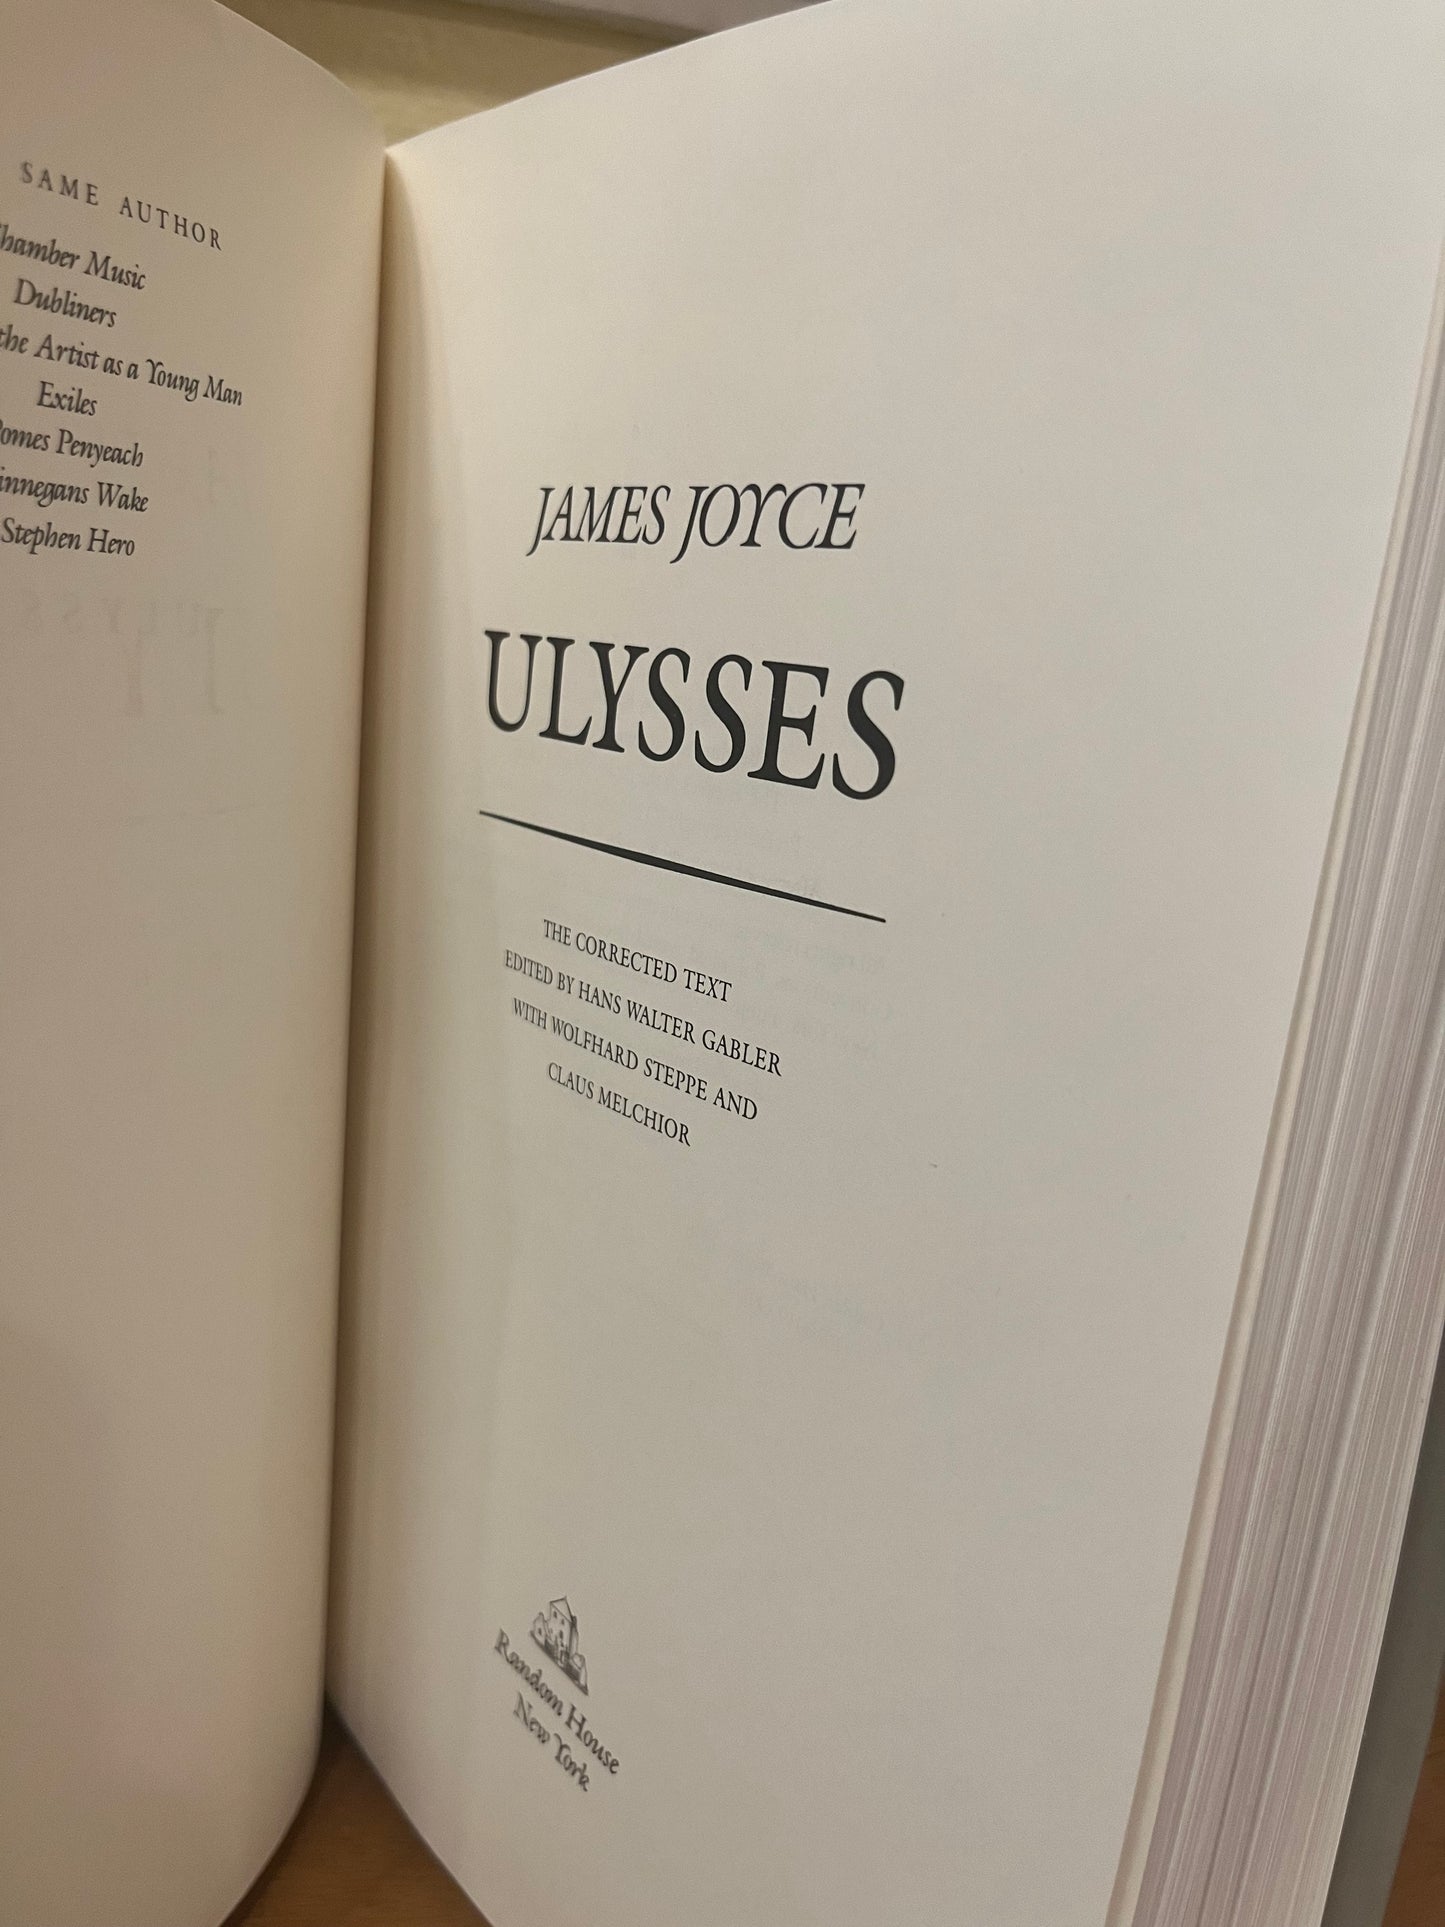 SAME AUTHOR
hamber Music
Dubliners
the Artist as a Young Man
Exiles
omes Penyeach
innegans Wake
Stephen Hero
JAMES JOYCE
ULYSSES
THE CORRECTED TEXT
EDITED BY HANS WALTER GABLER
WITH WOLFHARD STEPPE AND
CLAUS MELCHIOR
Random House
New York